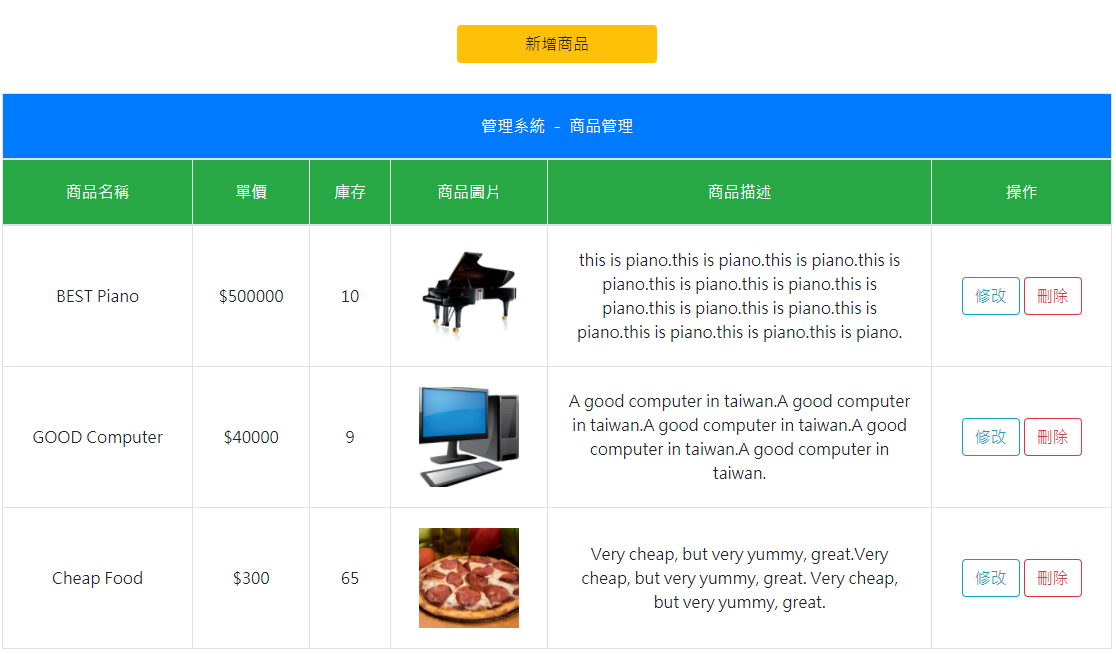 新增商品
管理系統 - 商品管理
商品名稱 單價 庫存 商品圖片 商品描述 操作
BEST Piano $500000 10
this is piano.this is piano.this is piano.this is
piano.this is piano.this is piano.this is
piano.this is piano.this is piano.this is
piano.this is piano.this is piano.this is piano.
修改 刪除
GOOD Computer $40000 9
A good computer in taiwan.A good computer
in taiwan.A good computer in taiwan.A good
computer in taiwan.A good computer in
taiwan.
修改 刪除
Cheap Food $300 65
Very cheap, but very yummy, great.Very
cheap, but very yummy, great. Very cheap,
but very yummy, great.
修改 刪除